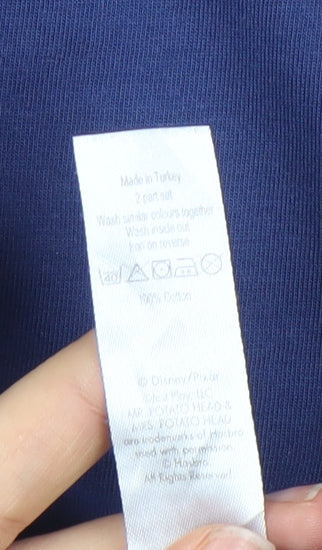 Made in Turkey
2 part set
Wash similar colours together
Wash inside out
Iron on reverse
40
100% Cotton
© Disney/Pixar
Play, LLC.
MR. POTATO HEAD &
MRS. POTATO HEAD
are trademarks of Hasbro
used with permission.
© Hasbro.
All Rights Reserved.